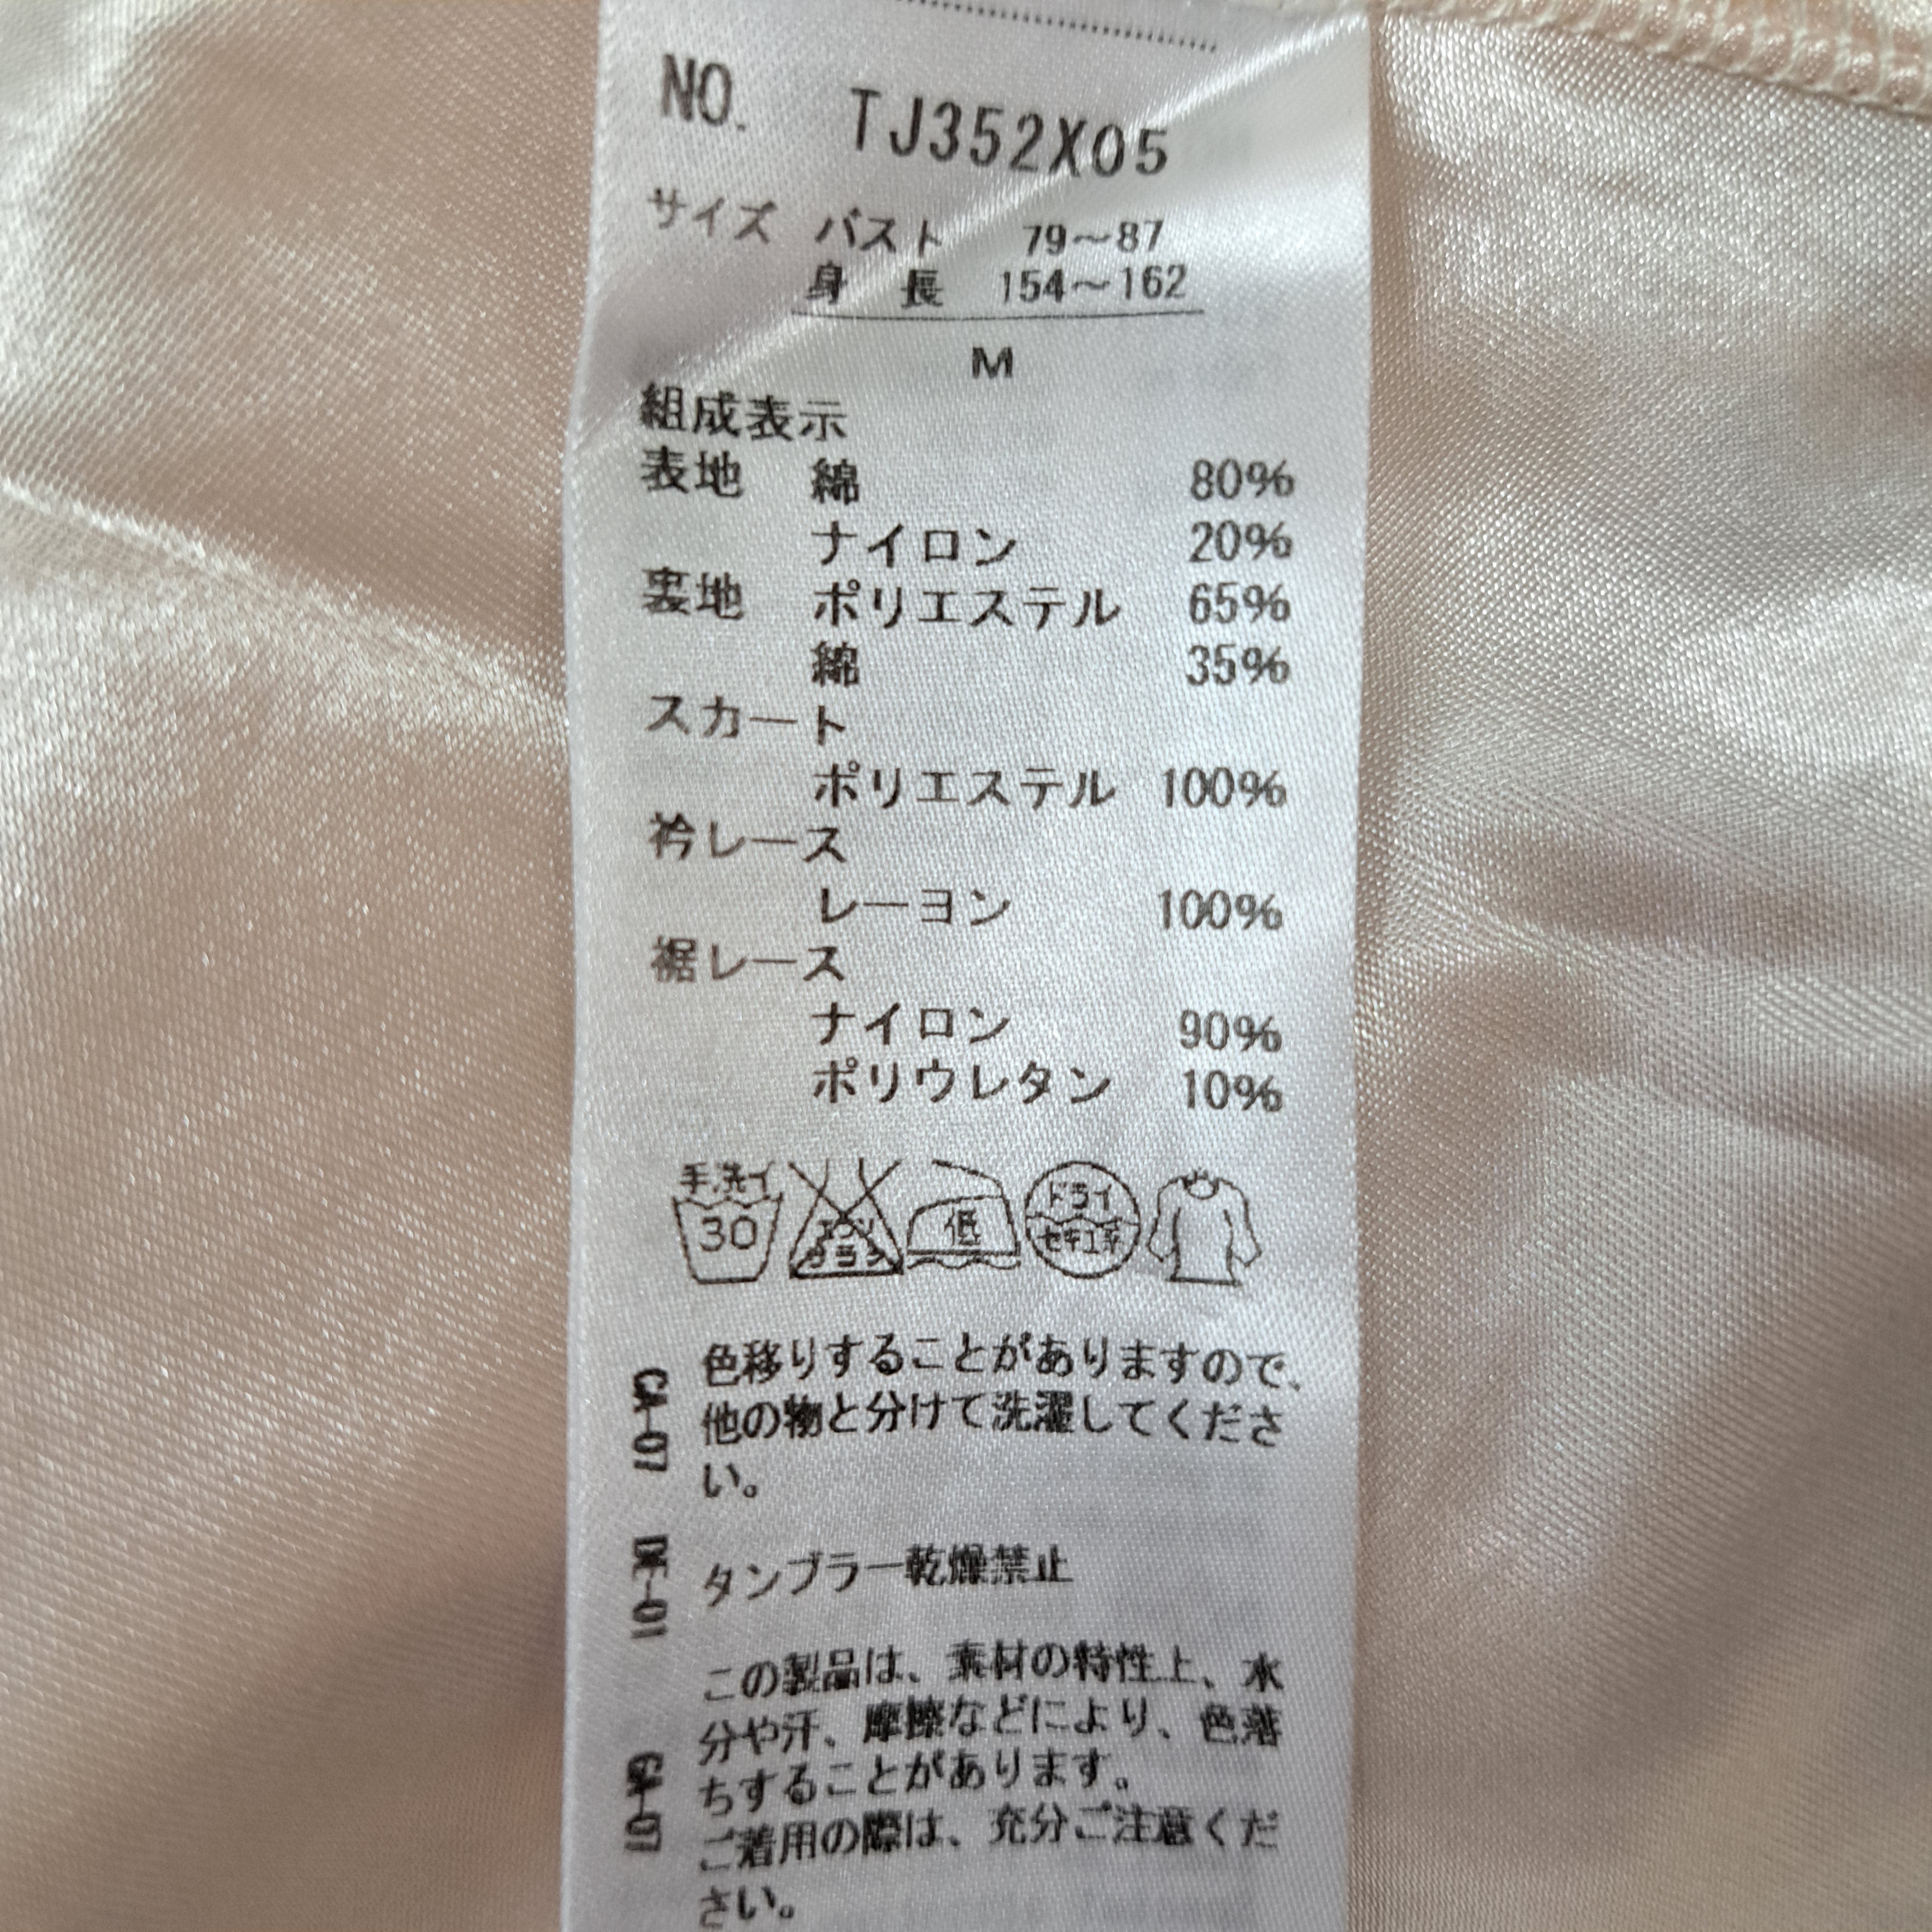 NO. TJ352X05
サイズ バスト 79〜87
身 長 154〜162
M
組成表示
表地 綿 80%
ナイロン 20%
裏地 ポリエステル 65%
綿 35%
スカート
ポリエステル 100%
衿レース
レーヨン 100%
裾レース
ナイロン 90%
ポリウレタン 10%
手洗イ 30 エンソサラシ 低 ドライ セキユ系
色移りすることがありますので、
他の物と分けて洗濯してくださ
い。
CA-07
タンブラー乾燥禁止
DE-01
この製品は、素材の特性上、水
分や汗、摩擦などにより、色落
ちすることがあります。
ご着用の際は、充分ご注意くだ
さい。
GA-07